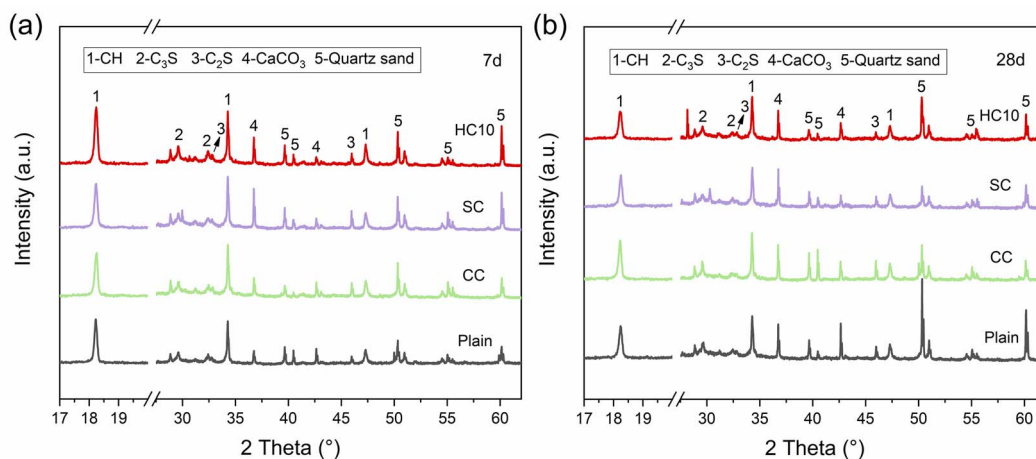 (a)
1-CH 2-C₃S 3-C₂S 4-CaCO₃ 5-Quartz sand
7d
1 2 2 3 1 4 5 5 4 3 1 5 5 5
HC10
SC
CC
Plain
Intensity (a.u.)
17 18 19 30 35 40 45 50 55 60
2 Theta (°)
(b)
1-CH 2-C₃S 3-C₂S 4-CaCO₃ 5-Quartz sand
28d
1 2 2 3 1 4 5 5 4 3 1 5 5 5
HC10
SC
CC
Plain
Intensity (a.u.)
17 18 19 30 35 40 45 50 55 60
2 Theta (°)